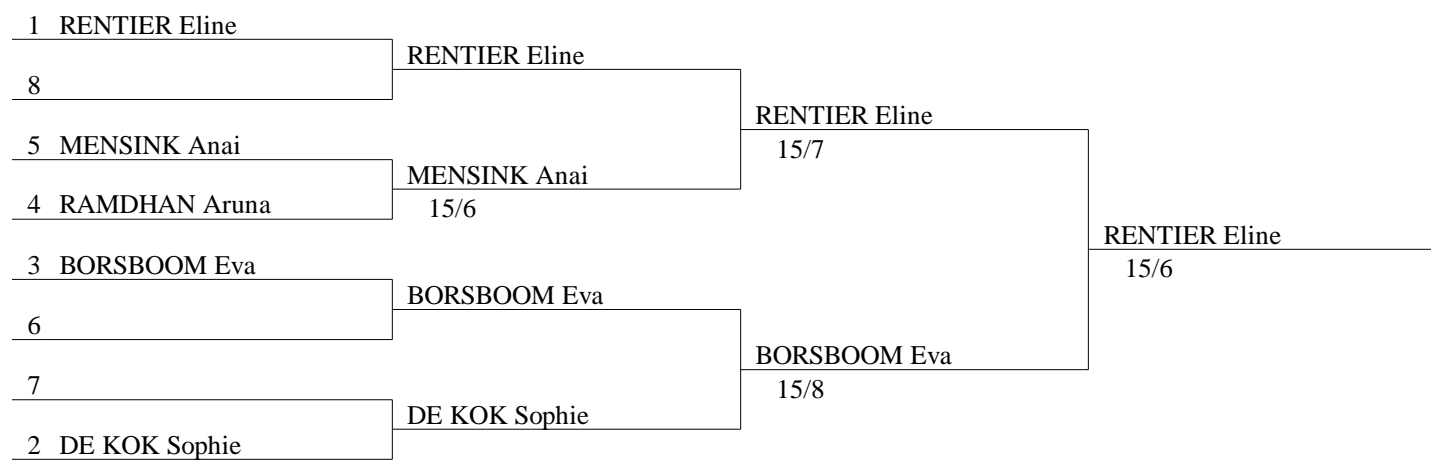 1 RENTIER Eline
8
5 MENSINK Anai
4 RAMDHAN Aruna
3 BORSBOOM Eva
6
7
2 DE KOK Sophie
RENTIER Eline
MENSINK Anai
15/6
BORSBOOM Eva
DE KOK Sophie
RENTIER Eline
15/7
BORSBOOM Eva
15/8
RENTIER Eline
15/6